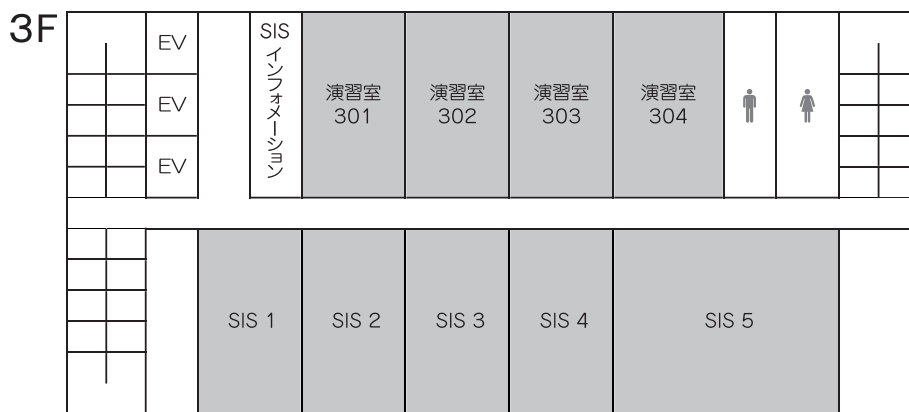 3F
EV
EV
EV
SIS
インフォメーション
演習室
301
演習室
302
演習室
303
演習室
304
SIS 1
SIS 2
SIS 3
SIS 4
SIS 5